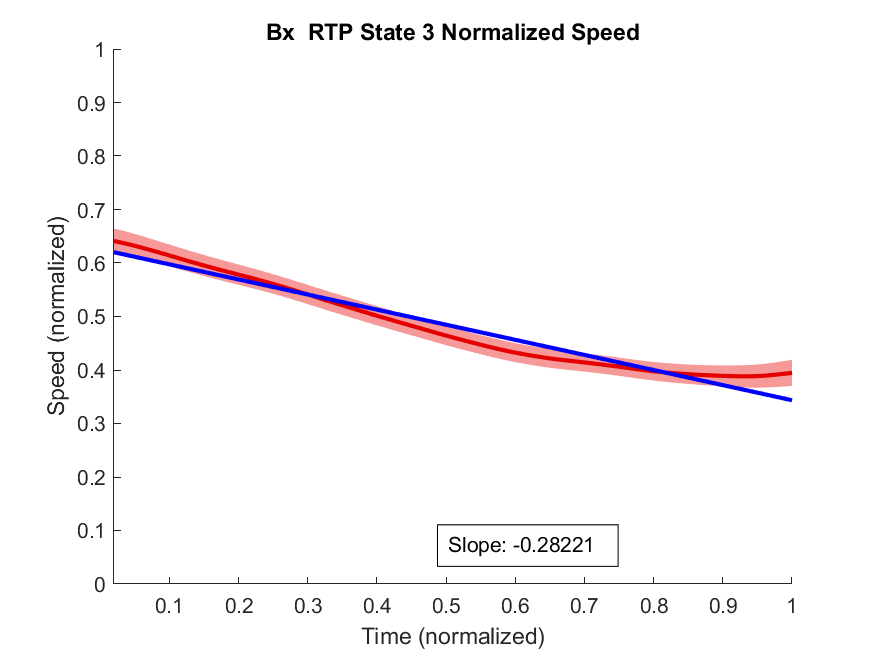 Bx  RTP State 3 Normalized Speed
1
0.9
0.8
0.7
0.6
0.5
0.4
0.3
0.2
0.1
0
Speed (normalized)
Slope: -0.28221
0.1 0.2 0.3 0.4 0.5 0.6 0.7 0.8 0.9 1
Time (normalized)